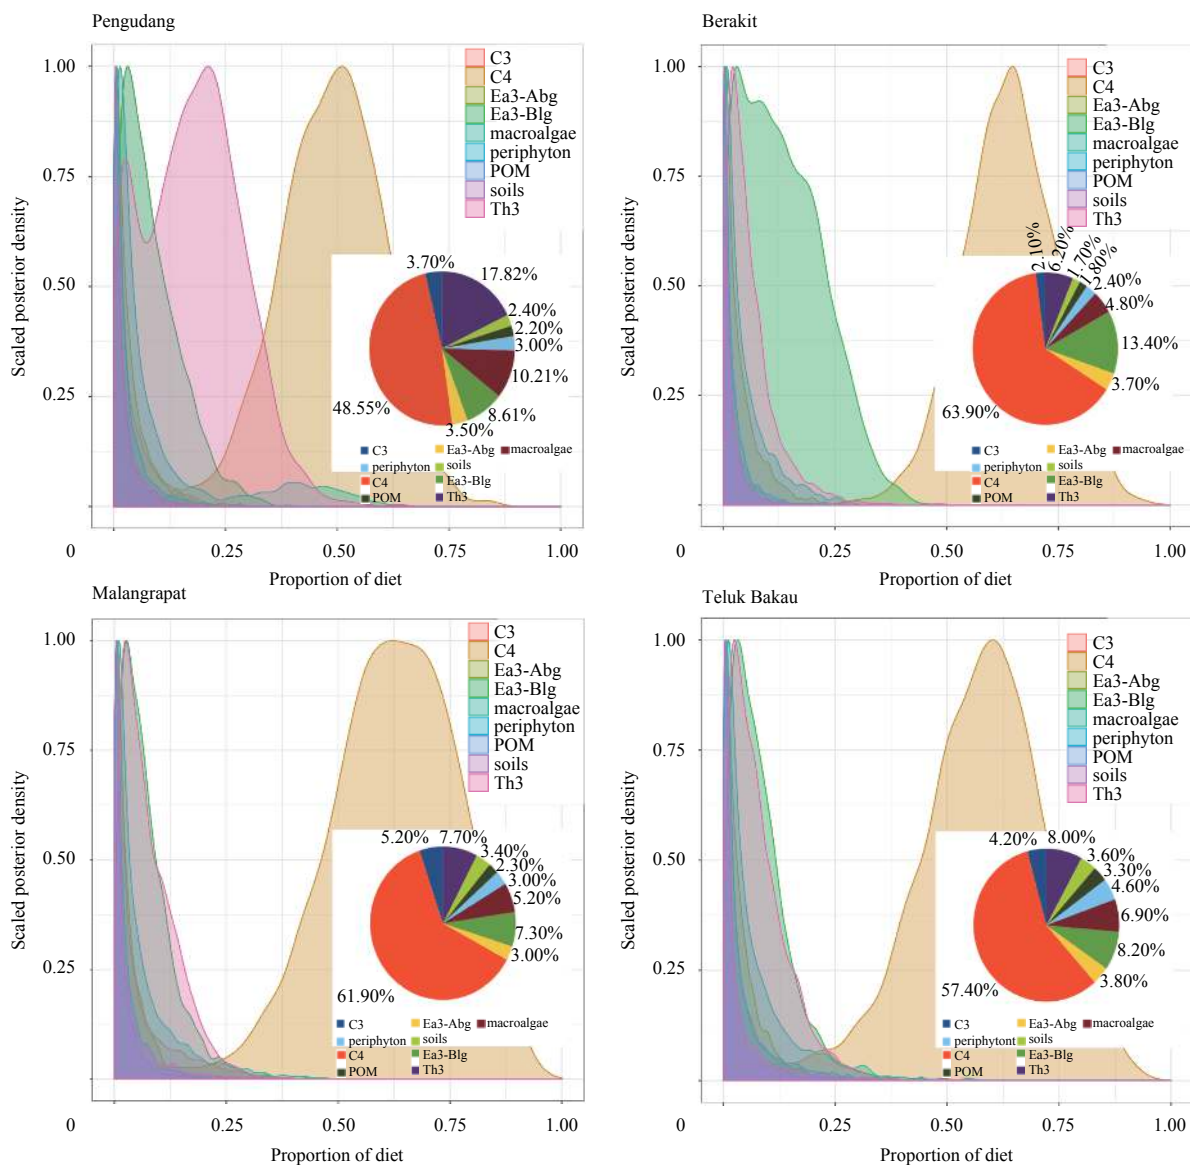 Pengudang
Scaled posterior density
1.00
0.75
0.50
0.25
0
0.25
0.50
0.75
1.00
Proportion of diet
C3
C4
Ea3-Abg
Ea3-Blg
macroalgae
periphyton
POM
soils
Th3
3.70%
17.82%
2.40%
2.20%
3.00%
10.21%
8.61%
3.50%
48.55%
C3
Ea3-Abg
macroalgae
periphyton
soils
C4
Ea3-Blg
POM
Th3
Berakit
Scaled posterior density
1.00
0.75
0.50
0.25
0
0.25
0.50
0.75
1.00
Proportion of diet
C3
C4
Ea3-Abg
Ea3-Blg
macroalgae
periphyton
POM
soils
Th3
2.10%
6.20%
1.70%
1.80%
2.40%
4.80%
13.40%
3.70%
63.90%
C3
Ea3-Abg
macroalgae
periphyton
soils
C4
Ea3-Blg
POM
Th3
Malangrapat
Scaled posterior density
1.00
0.75
0.50
0.25
0
0.25
0.50
0.75
1.00
Proportion of diet
C3
C4
Ea3-Abg
Ea3-Blg
macroalgae
periphyton
POM
soils
Th3
5.20%
7.70%
3.40%
2.30%
3.00%
5.20%
7.30%
3.00%
61.90%
C3
Ea3-Abg
macroalgae
periphyton
soils
C4
Ea3-Blg
POM
Th3
Teluk Bakau
Scaled posterior density
1.00
0.75
0.50
0.25
0
0.25
0.50
0.75
1.00
Proportion of diet
C3
C4
Ea3-Abg
Ea3-Blg
macroalgae
periphyton
POM
soils
Th3
4.20%
8.00%
3.60%
3.30%
4.60%
6.90%
8.20%
3.80%
57.40%
C3
Ea3-Abg
macroalgae
periphytont
soils
C4
Ea3-Blg
POM
Th3